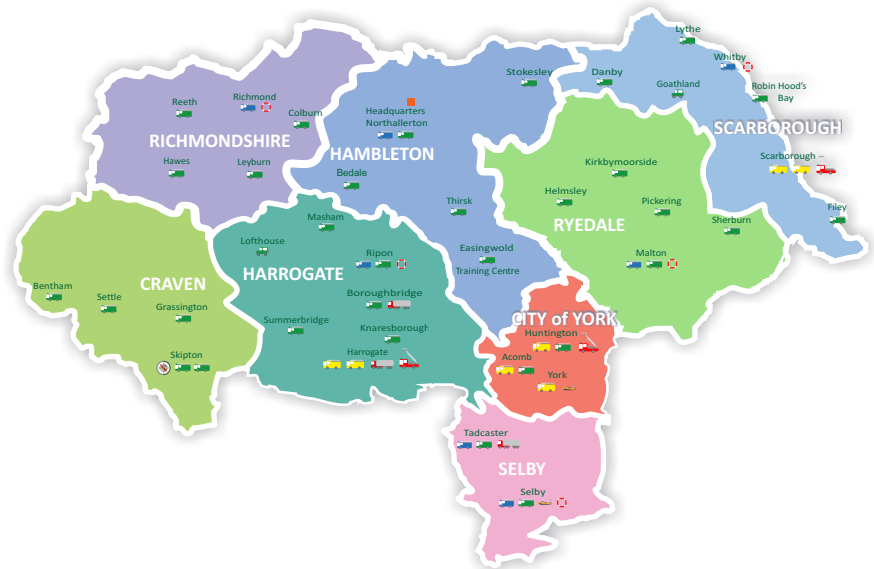 Lythe
Whitby
Stokesley
Danby
Goathland
Robin Hood's
Bay
Reeth
Richmond
Colburn
Headquarters
Northallerton
SCARBOROUGH
RICHMONDSHIRE
HAMBLETON
Scarborough
Hawes
Leyburn
Bedale
Kirkbymoorside
Helmsley
Pickering
Thirsk
Filey
Masham
RYEDALE
Sherburn
Lofthouse
Ripon
Easingwold
Training Centre
Malton
HARROGATE
CRAVEN
Bentham
Settle
Grassington
Boroughbridge
Summerbridge
Knaresborough
CITY of YORK
Huntington
Skipton
Harrogate
Acomb
York
Tadcaster
SELBY
Selby